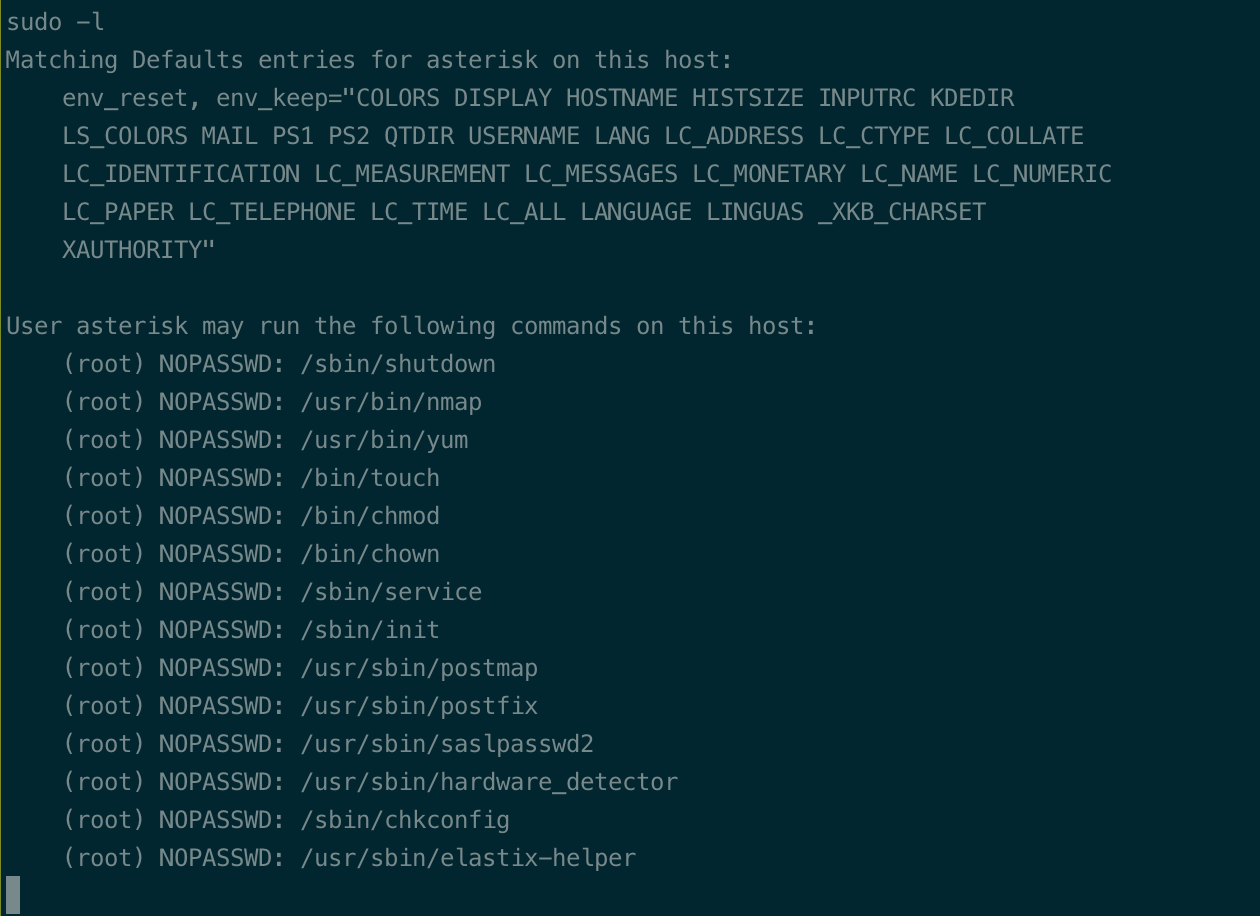 sudo -l
Matching Defaults entries for asterisk on this host:
    env_reset, env_keep="COLORS DISPLAY HOSTNAME HISTSIZE INPUTRC KDEDIR
    LS_COLORS MAIL PS1 PS2 QTDIR USERNAME LANG LC_ADDRESS LC_CTYPE LC_COLLATE
    LC_IDENTIFICATION LC_MEASUREMENT LC_MESSAGES LC_MONETARY LC_NAME LC_NUMERIC
    LC_PAPER LC_TELEPHONE LC_TIME LC_ALL LANGUAGE LINGUAS _XKB_CHARSET
    XAUTHORITY"

User asterisk may run the following commands on this host:
    (root) NOPASSWD: /sbin/shutdown
    (root) NOPASSWD: /usr/bin/nmap
    (root) NOPASSWD: /usr/bin/yum
    (root) NOPASSWD: /bin/touch
    (root) NOPASSWD: /bin/chmod
    (root) NOPASSWD: /bin/chown
    (root) NOPASSWD: /sbin/service
    (root) NOPASSWD: /sbin/init
    (root) NOPASSWD: /usr/sbin/postmap
    (root) NOPASSWD: /usr/sbin/postfix
    (root) NOPASSWD: /usr/sbin/saslpasswd2
    (root) NOPASSWD: /usr/sbin/hardware_detector
    (root) NOPASSWD: /sbin/chkconfig
    (root) NOPASSWD: /usr/sbin/elastix-helper